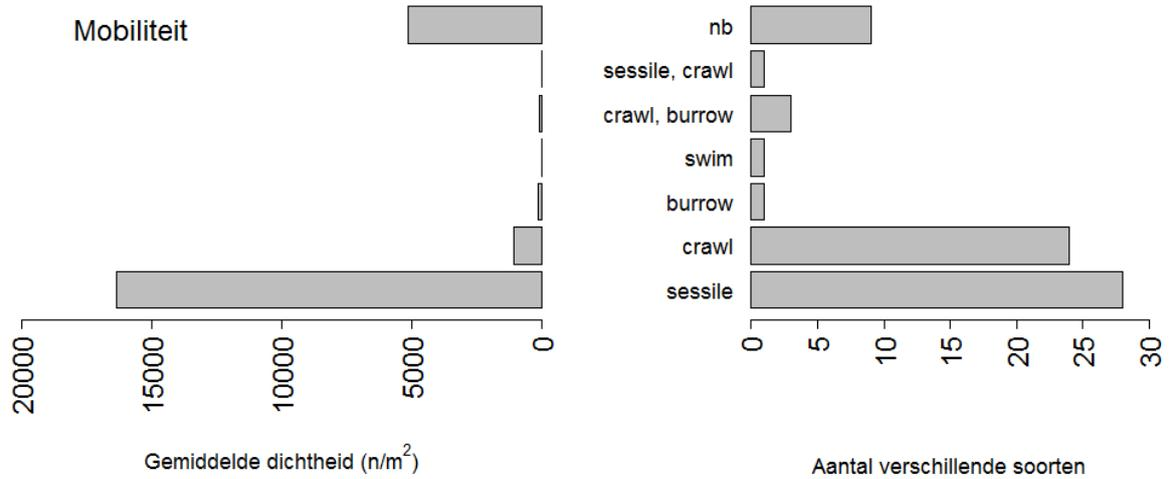 Mobiliteit
nb
sessile, crawl
crawl, burrow
swim
burrow
crawl
sessile
20000 15000 10000 5000 0
0 5 10 15 20 25 30
Gemiddelde dichtheid (n/m²)
Aantal verschillende soorten